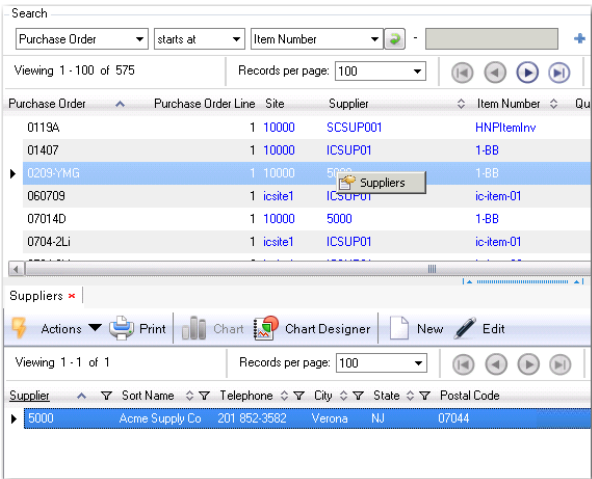 Search
Purchase Order starts at Item Number -
Viewing 1 - 100 of 575 Records per page: 100
Purchase Order Purchase Order Line Site Supplier Item Number Qu
0119A 1 10000 SCSUP001 HNPItemInv
01407 1 10000 ICSUP01 1-BB
0209-YMG 1 10000 1-BB
Suppliers
060709 1 icsite1 ICSUP01 ic-item-01
07014D 1 10000 5000 1-BB
0704-2Li 1 icsite1 ICSUP01 ic-item-01
Suppliers
Actions Print Chart Chart Designer New Edit
Viewing 1 - 1 of 1 Records per page: 100
Supplier Sort Name Telephone City State Postal Code
5000 Acme Supply Co 201 852-3582 Verona NJ 07044